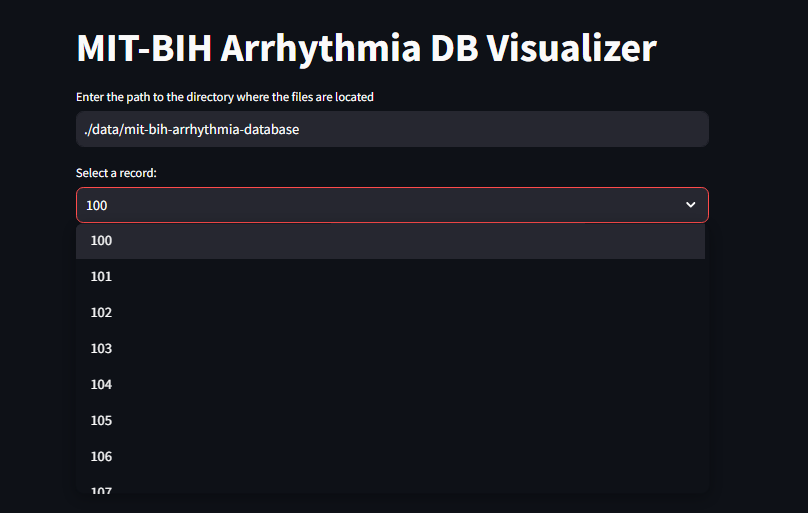 MIT-BIH Arrhythmia DB Visualizer
Enter the path to the directory where the files are located
./data/mit-bih-arrhythmia-database
Select a record:
100
100
101
102
103
104
105
106
107